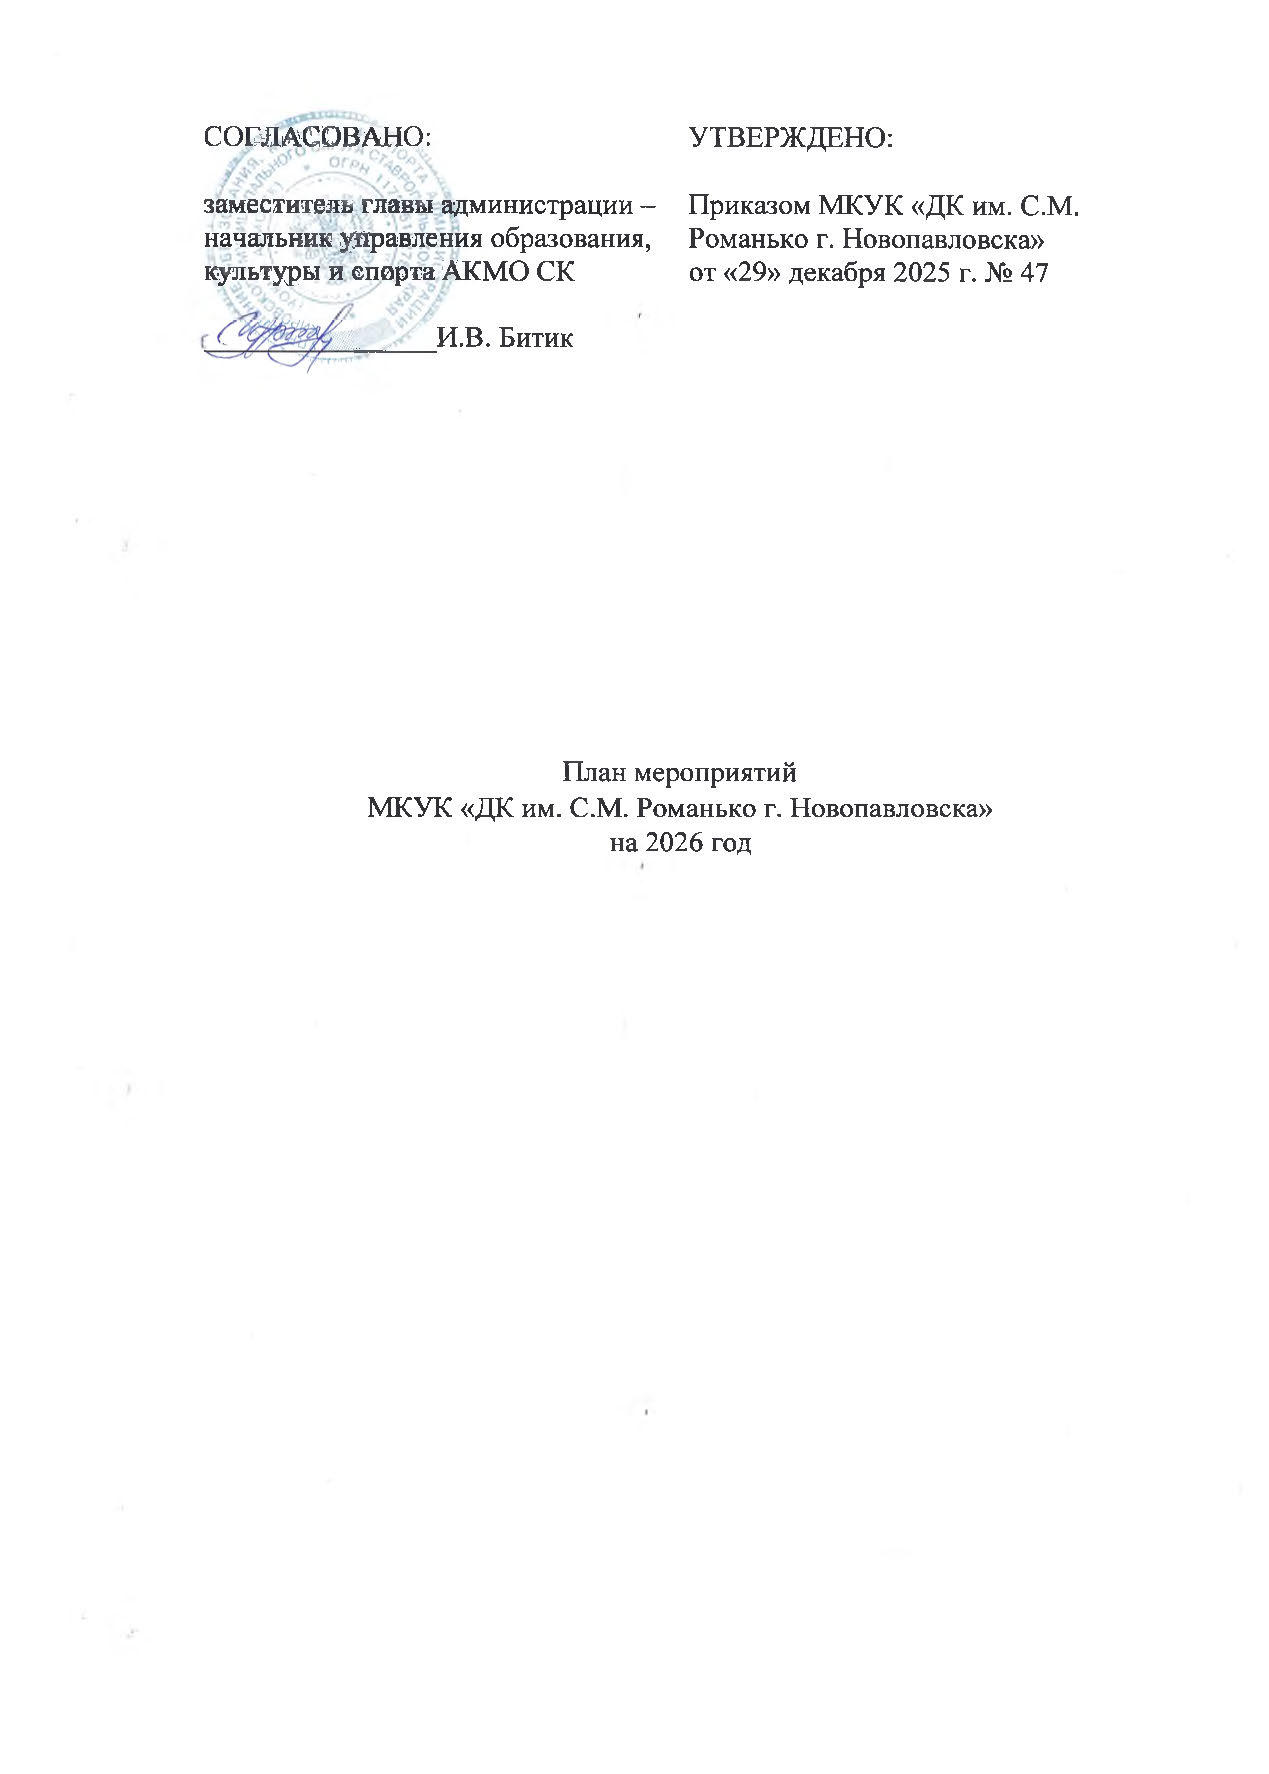 СОГЛАСОВАНО:
заместитель главы администрации –
начальник управления образования,
культуры и спорта АКМО СК
________________И.В. Битик
УТВЕРЖДЕНО:
Приказом МКУК «ДК им. С.М.
Романько г. Новопавловска»
от «29» декабря 2025 г. № 47
План мероприятий
МКУК «ДК им. С.М. Романько г. Новопавловска»
на 2026 год